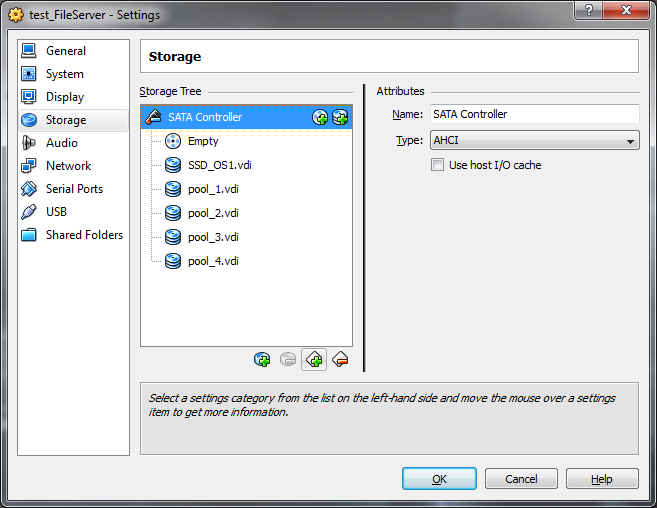 test_FileServer - Settings
General
System
Display
Storage
Audio
Network
Serial Ports
USB
Shared Folders
Storage
Storage Tree
SATA Controller
Empty
SSD_OS1.vdi
pool_1.vdi
pool_2.vdi
pool_3.vdi
pool_4.vdi
Attributes
Name: SATA Controller
Type: AHCI
Use host I/O cache
Select a settings category from the list on the left-hand side and move the mouse over a settings
item to get more information.
OK Cancel Help